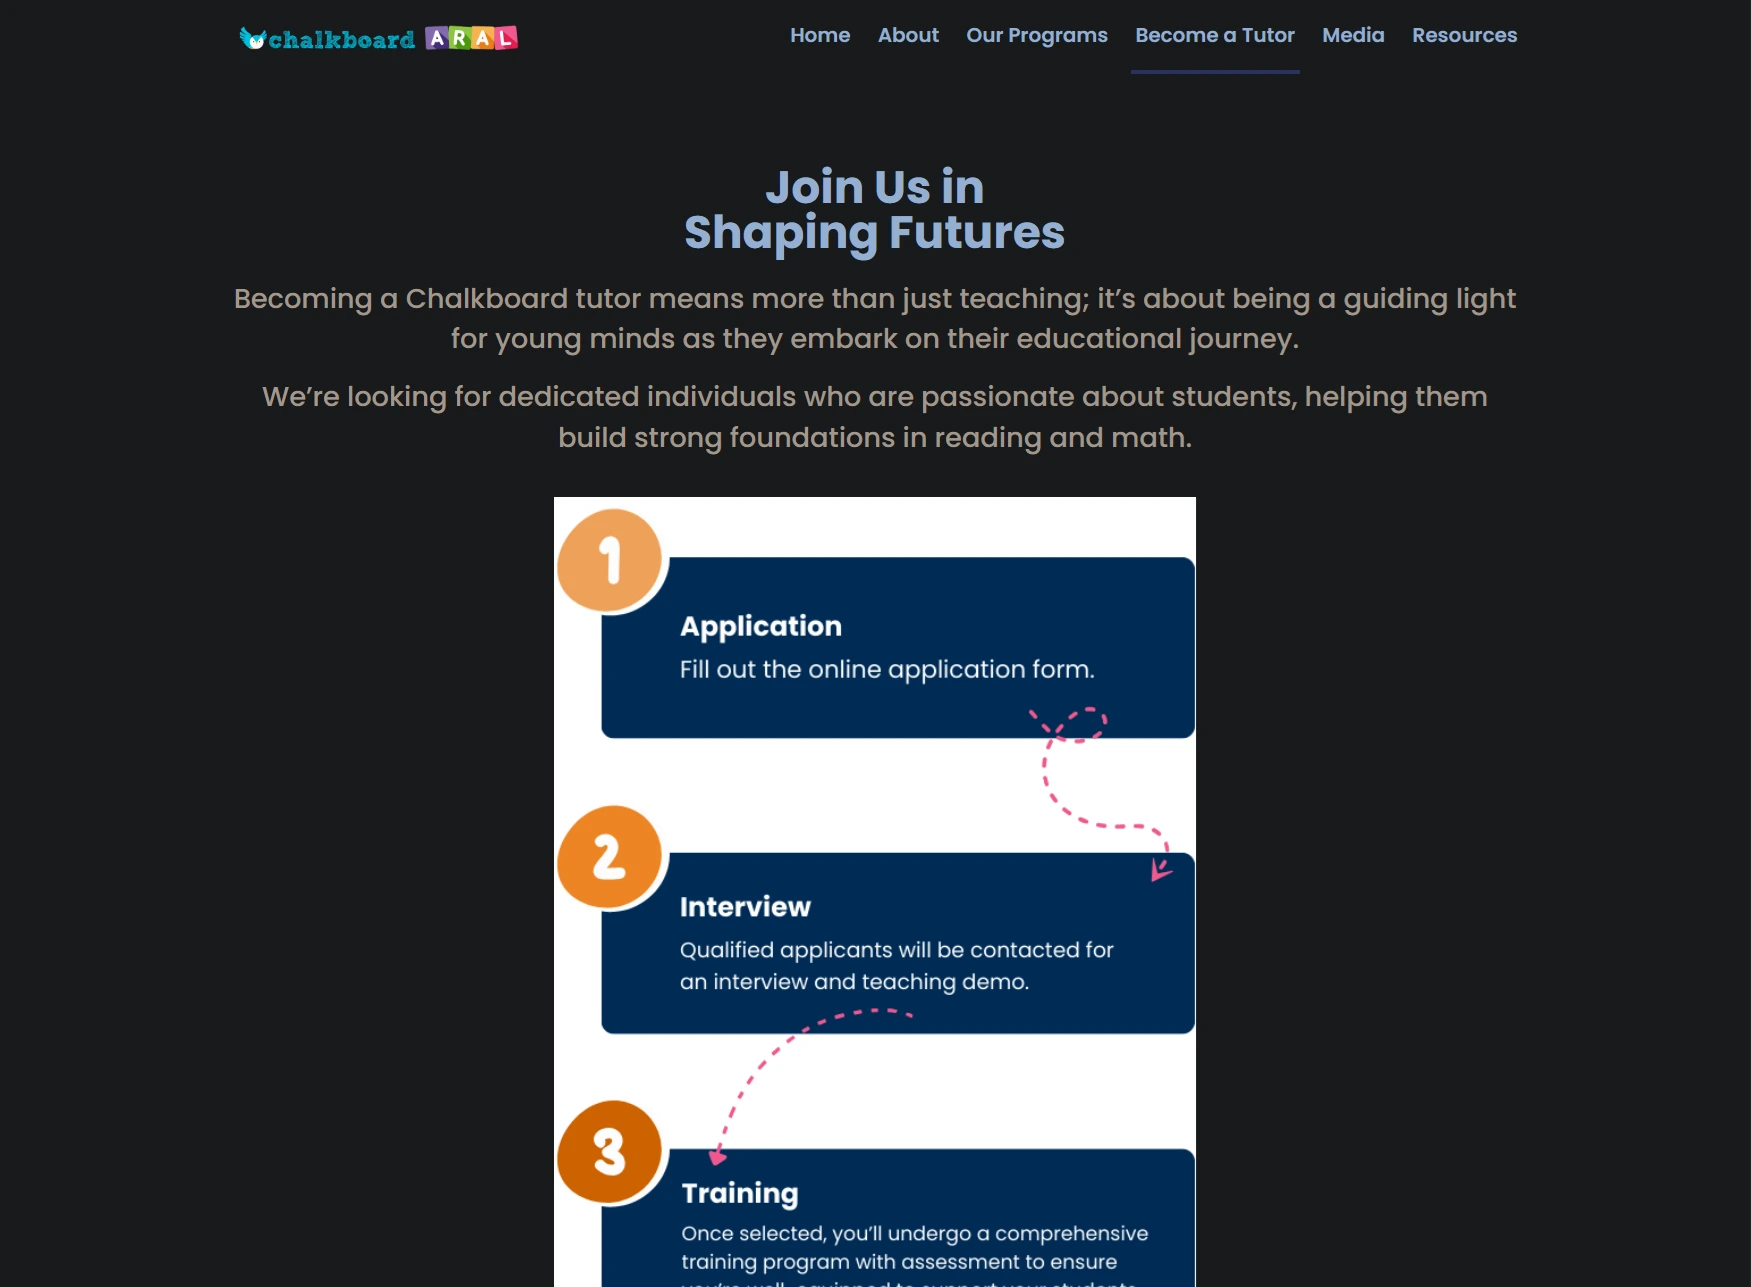 chalkboard ARAL
Home About Our Programs Become a Tutor Media Resources
Join Us in
Shaping Futures
Becoming a Chalkboard tutor means more than just teaching; it’s about being a guiding light
for young minds as they embark on their educational journey.
We’re looking for dedicated individuals who are passionate about students, helping them
build strong foundations in reading and math.
1
Application
Fill out the online application form.
2
Interview
Qualified applicants will be contacted for
an interview and teaching demo.
3
Training
Once selected, you’ll undergo a comprehensive
training program with assessment to ensure